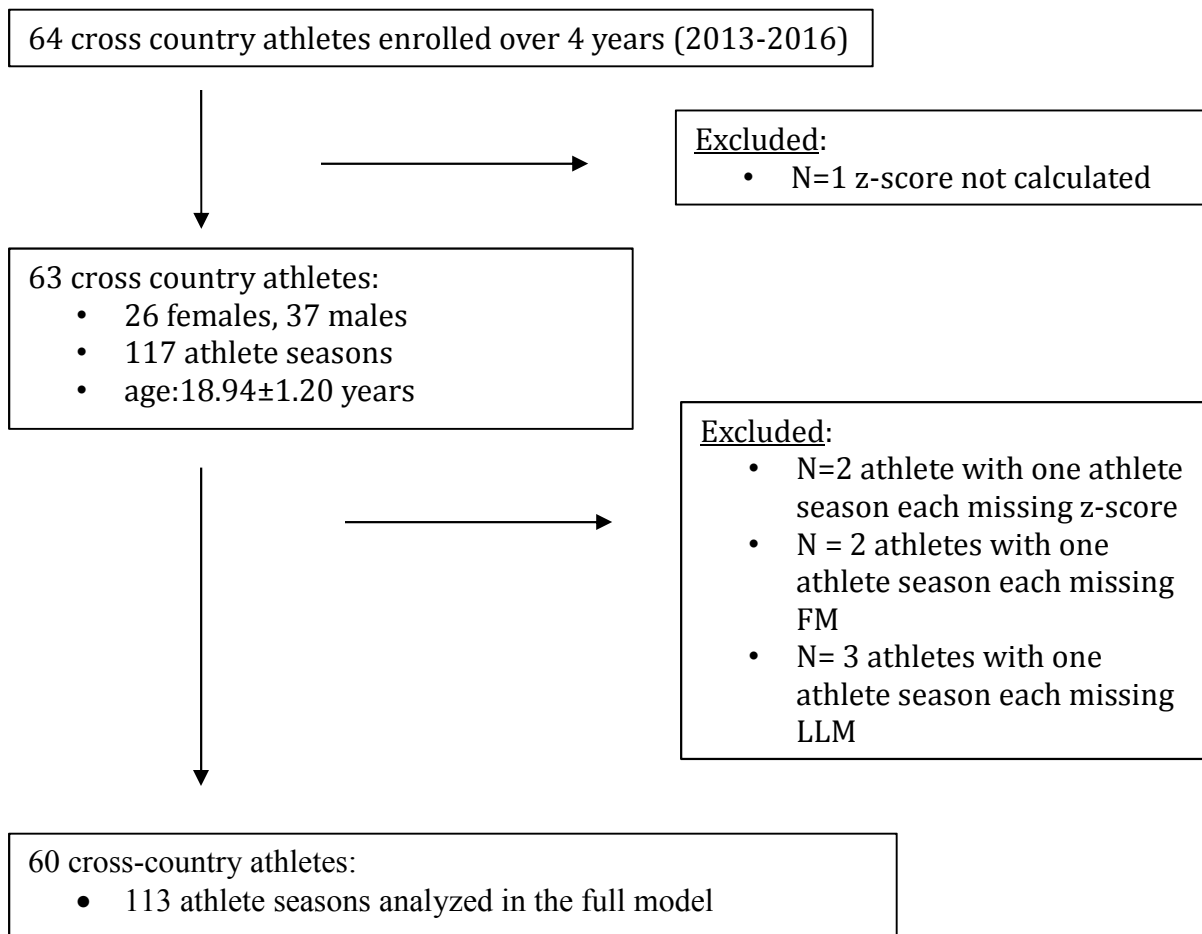 64 cross country athletes enrolled over 4 years (2013-2016)
Excluded:
• N=1 z-score not calculated
63 cross country athletes:
• 26 females, 37 males
• 117 athlete seasons
• age:18.94±1.20 years
Excluded:
• N=2 athlete with one athlete
season each missing z-score
• N = 2 athletes with one
athlete season each missing
FM
• N= 3 athletes with one
athlete season each missing
LLM
60 cross-country athletes:
• 113 athlete seasons analyzed in the full model